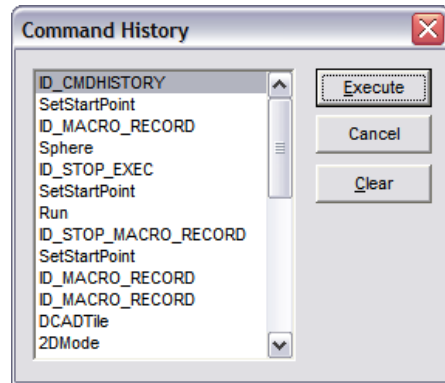 Command History
ID_CMDHISTORY
SetStartPoint
ID_MACRO_RECORD
Sphere
ID_STOP_EXEC
SetStartPoint
Run
ID_STOP_MACRO_RECORD
SetStartPoint
ID_MACRO_RECORD
ID_MACRO_RECORD
DCADTile
2DMode
Execute
Cancel
Clear